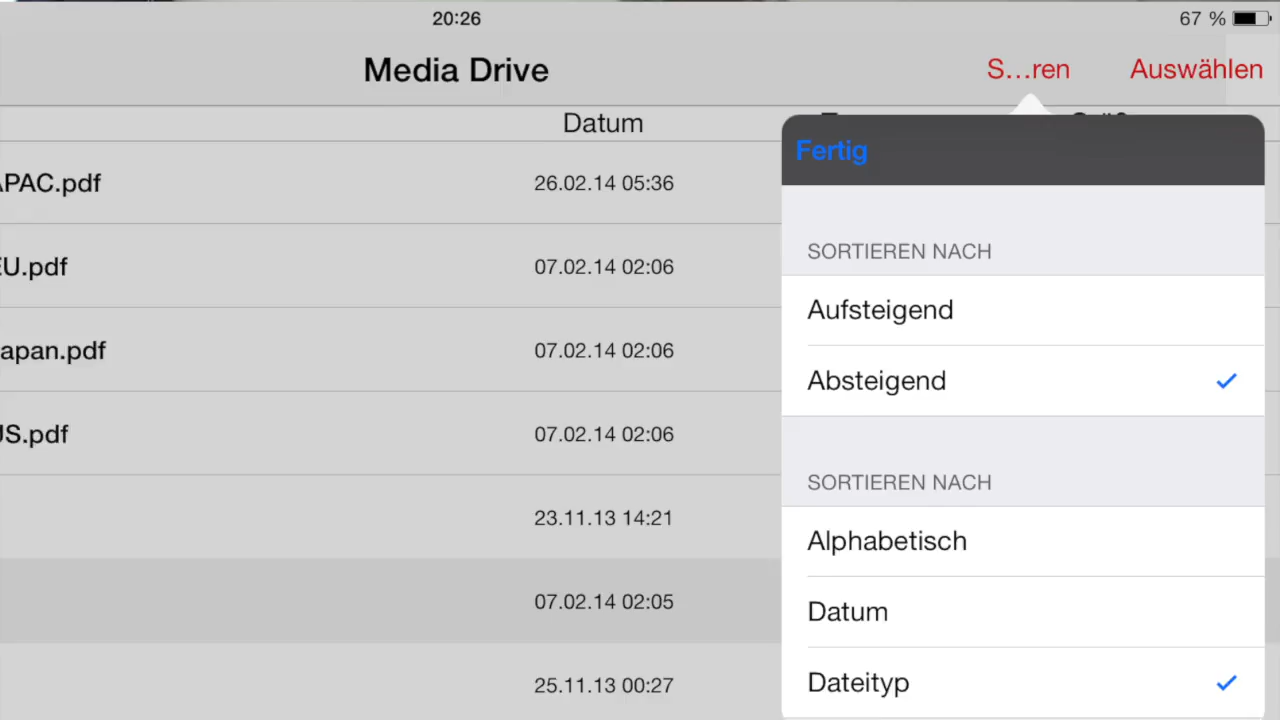 20:26
67 %
Media Drive
S...ren
Auswählen
Datum
Fertig
APAC.pdf
26.02.14 05:36
SORTIEREN NACH
EU.pdf
07.02.14 02:06
Aufsteigend
Japan.pdf
07.02.14 02:06
Absteigend
US.pdf
07.02.14 02:06
SORTIEREN NACH
23.11.13 14:21
Alphabetisch
07.02.14 02:05
Datum
25.11.13 00:27
Dateityp